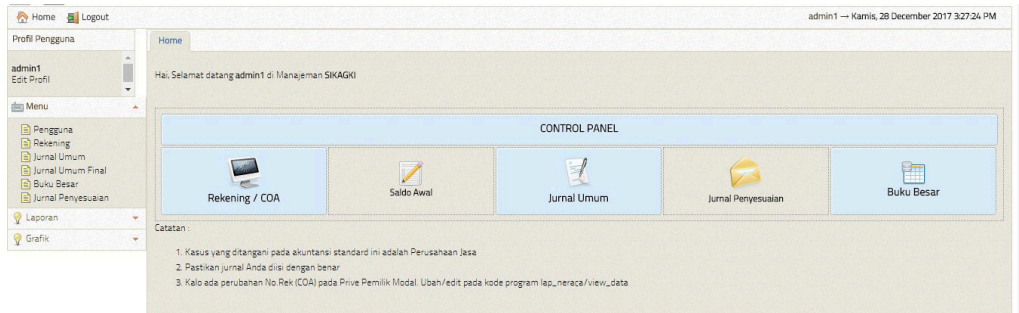 Home Logout
admin1 → Kamis, 28 December 2017 3:27:24 PM
Profil Pengguna
admin1
Edit Profil
Menu
Pengguna
Rekening
Jurnal Umum
Jurnal Umum Final
Buku Besar
Jurnal Penyesuaian
Laporan
Grafik
Home
Hai, Selamat datang admin1 di Manajeman SIKAGKI
CONTROL PANEL
Rekening / COA
Saldo Awal
Jurnal Umum
Jurnal Penyesuaian
Buku Besar
Catatan :
1. Kasus yang ditangani pada akuntansi standard ini adalah Perusahaan Jasa
2. Pastikan jurnal Anda diisi dengan benar
3. Kalo ada perubahan No.Rek (COA) pada Prive Pemilik Modal. Ubah/edit pada kode program lap_neraca/view_data